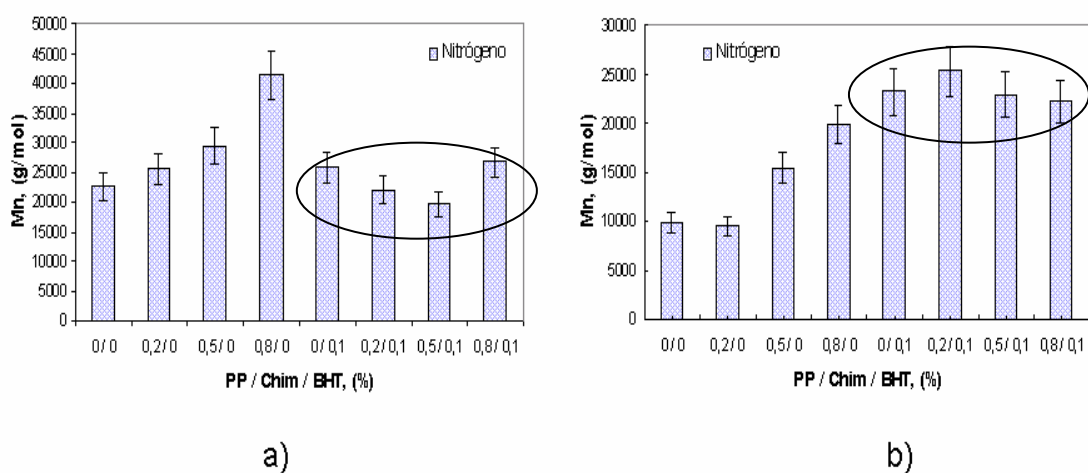 50000
45000
40000
35000
30000
25000
20000
15000
10000
5000
0
Mn, (g/mol)
Nitrógeno
0/0 0,2/0 0,5/0 0,8/0 0/0,1 0,2/0,1 0,5/0,1 0,8/0,1
PP / Chim / BHT, (%)
a)
30000
25000
20000
15000
10000
5000
0
Mn, (g/mol)
Nitrógeno
0/0 0,2/0 0,5/0 0,8/0 0/0,1 0,2/0,1 0,5/0,1 0,8/0,1
PP / Chim / BHT, (%)
b)